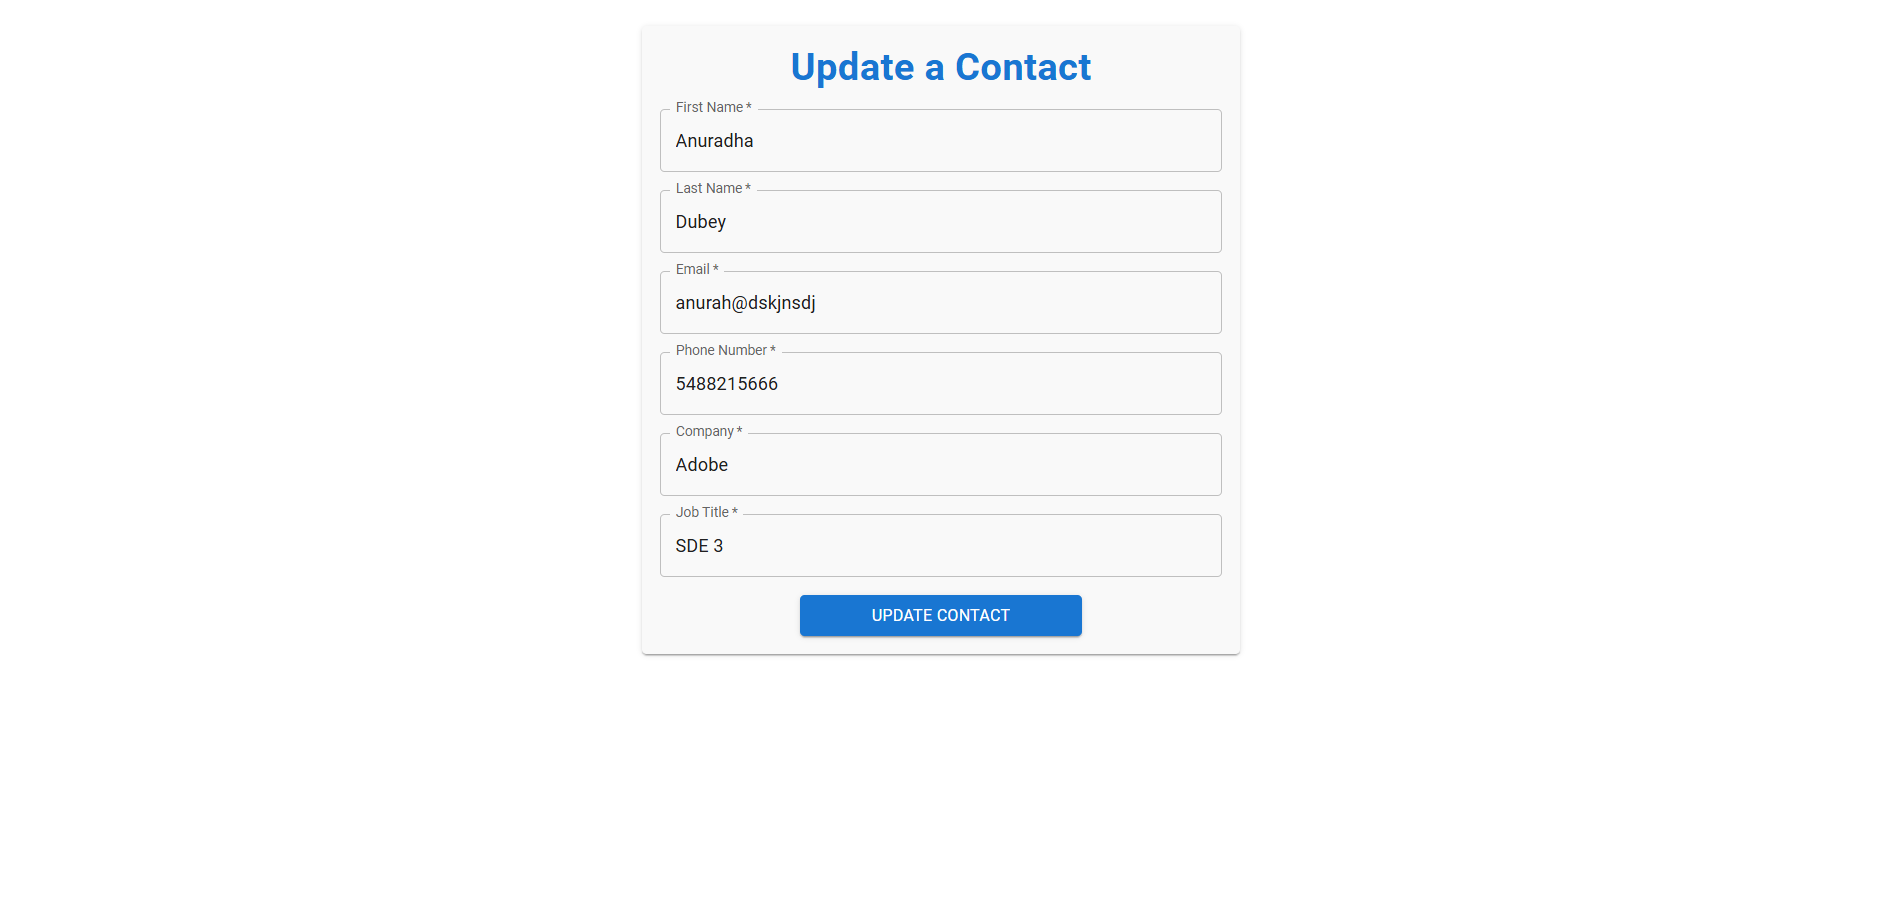 Update a Contact
First Name *
Anuradha
Last Name *
Dubey
Email *
anurah@dskjnsdj
Phone Number *
5488215666
Company *
Adobe
Job Title *
SDE 3
UPDATE CONTACT